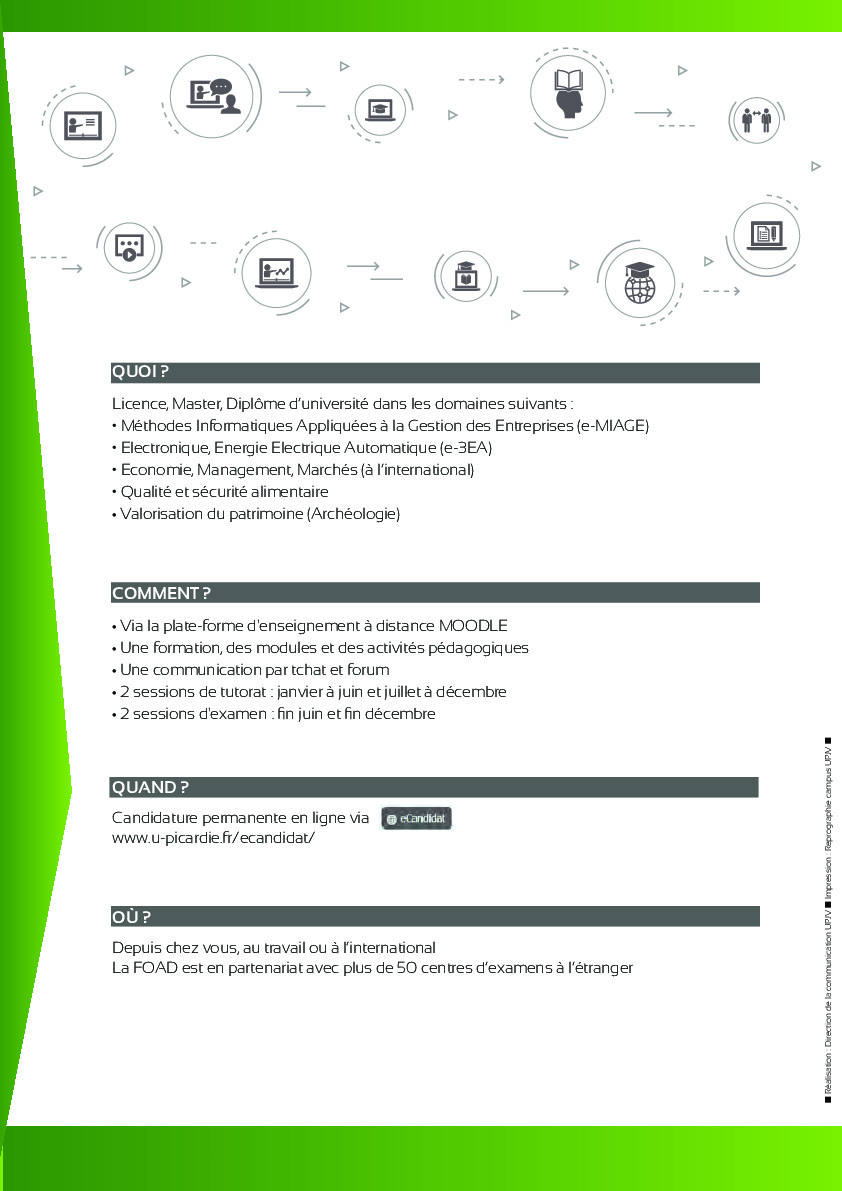 QUOI ?
Licence, Master, Diplôme d'université dans les domaines suivants :
• Méthodes Informatiques Appliquées à la Gestion des Entreprises (e-MIAGE)
• Electronique, Energie Electrique Automatique (e-3EA)
• Economie, Management, Marchés (à l'international)
• Qualité et sécurité alimentaire
• Valorisation du patrimoine (Archéologie)
COMMENT ?
• Via la plate-forme d'enseignement à distance MOODLE
• Une formation, des modules et des activités pédagogiques
• Une communication par tchat et forum
• 2 sessions de tutorat : janvier à juin et juillet à décembre
• 2 sessions d'examen : fin juin et fin décembre
QUAND ?
Candidature permanente en ligne via eCandidat
www.u-picardie.fr/ecandidat/
OÙ ?
Depuis chez vous, au travail ou à l'international
La FOAD est en partenariat avec plus de 50 centres d'examens à l'étranger
■ Réalisation : Direction de la communication UPJV ■ Impression : Reprographie campus UPJV ■